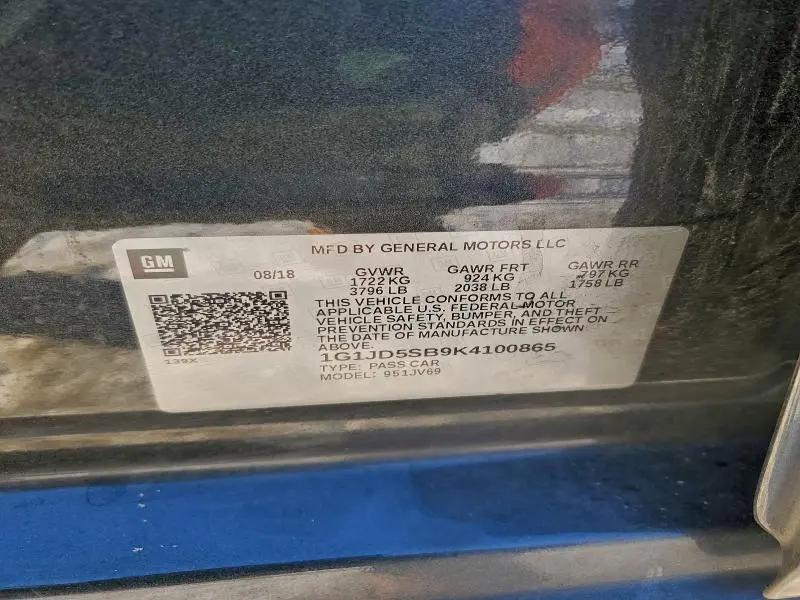 GM
MFD BY GENERAL MOTORS LLC
08/18 GVWR GAWR FRT GAWR RR
1722 KG 924 KG 797 KG
3796 LB 2038 LB 1758 LB
THIS VEHICLE CONFORMS TO ALL
APPLICABLE U.S. FEDERAL MOTOR
VEHICLE SAFETY, BUMPER, AND THEFT
PREVENTION STANDARDS IN EFFECT ON
THE DATE OF MANUFACTURE SHOWN
ABOVE.
139X
1G1JD5SB9K4100865
TYPE: PASS CAR
MODEL: 951JV69